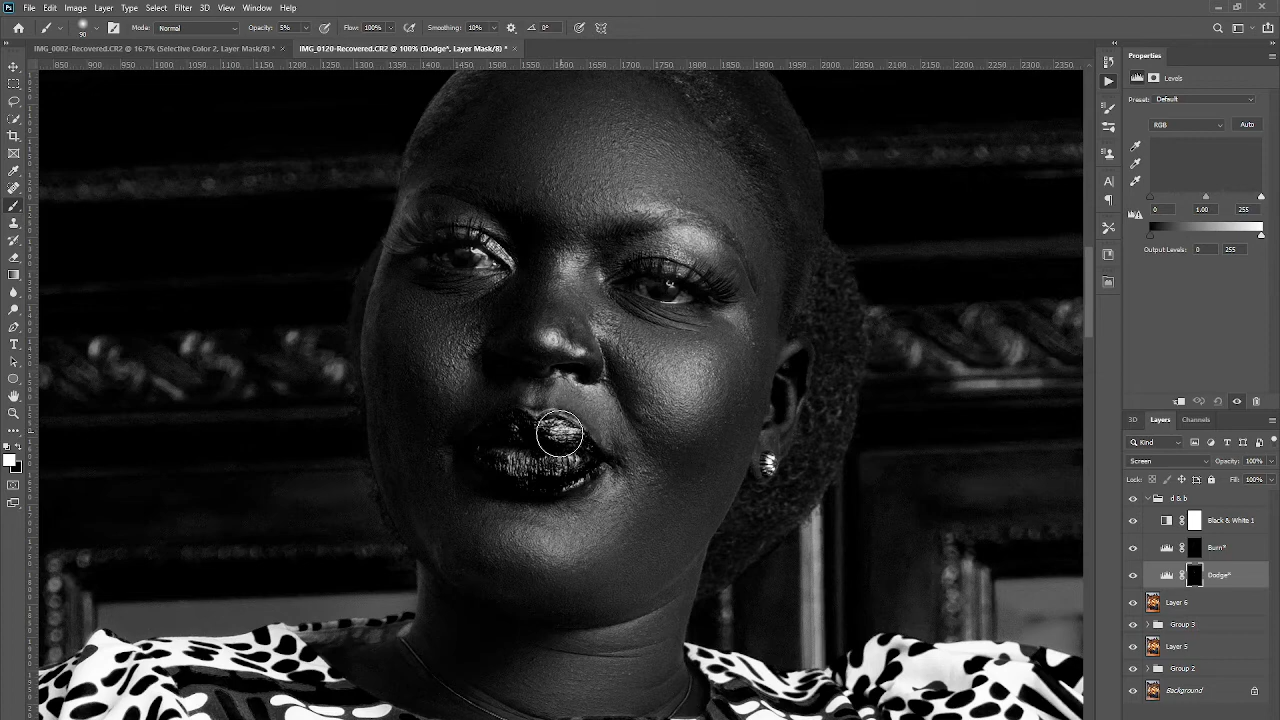 Ps File Edit Image Layer Type Select Filter 3D View Window Help
90 Mode: Normal Opacity: 5% Flow: 100% Smoothing: 10% 0°
IMG_0002-Recovered.CR2 @ 16.7% (Selective Color 2, Layer Mask/8) * × IMG_0120-Recovered.CR2 @ 100% (Dodge*, Layer Mask/8) * ×
850 900 950 1000 1050 1100 1150 1200 1250 1300 1350 1400 1450 1500 1550 1600 1650 1700 1750 1800 1850 1900 1950 2000 2050 2100 2150 2200 2250 2300 2350
Properties
Levels
Preset: Default
RGB Auto
0 1.00 255
Output Levels: 0 255
3D Layers Channels
Kind
Screen Opacity: 100%
Lock: Fill: 100%
d & b
Black & White 1
Burn*
Dodge*
Layer 6
Group 3
Layer 5
Group 2
Background